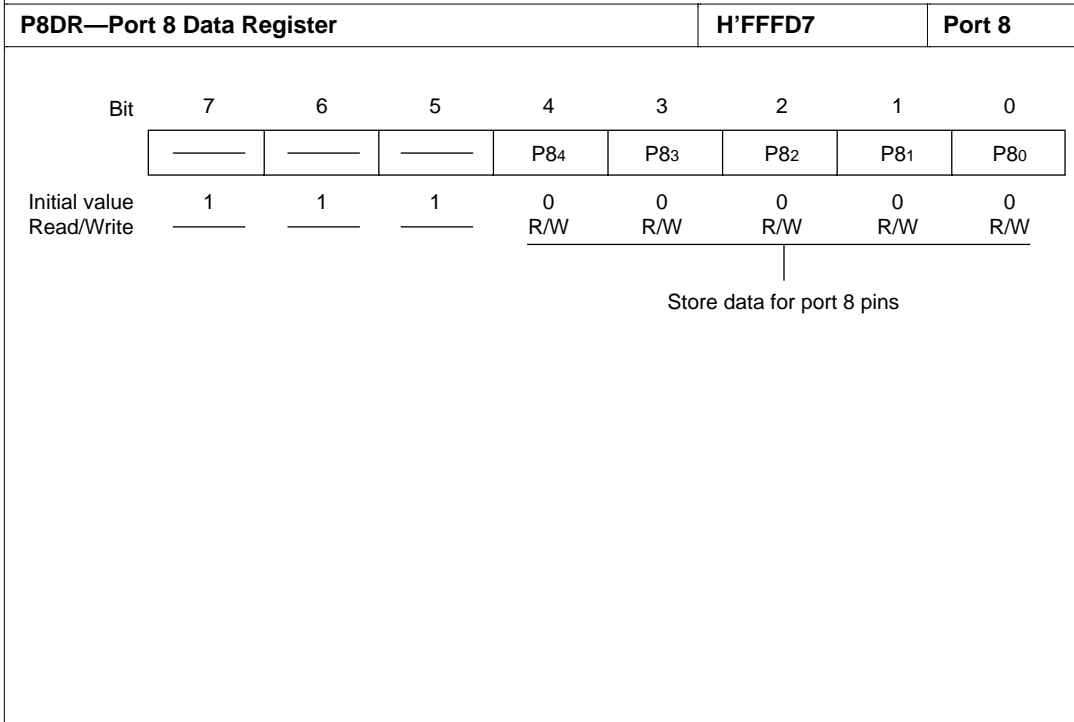 P8DR—Port 8 Data Register H'FFFD7 Port 8
Bit 7 6 5 4 3 2 1 0
— — — P84 P83 P82 P81 P80
Initial value 1 1 1 0 0 0 0 0
Read/Write — — — R/W R/W R/W R/W R/W
Store data for port 8 pins